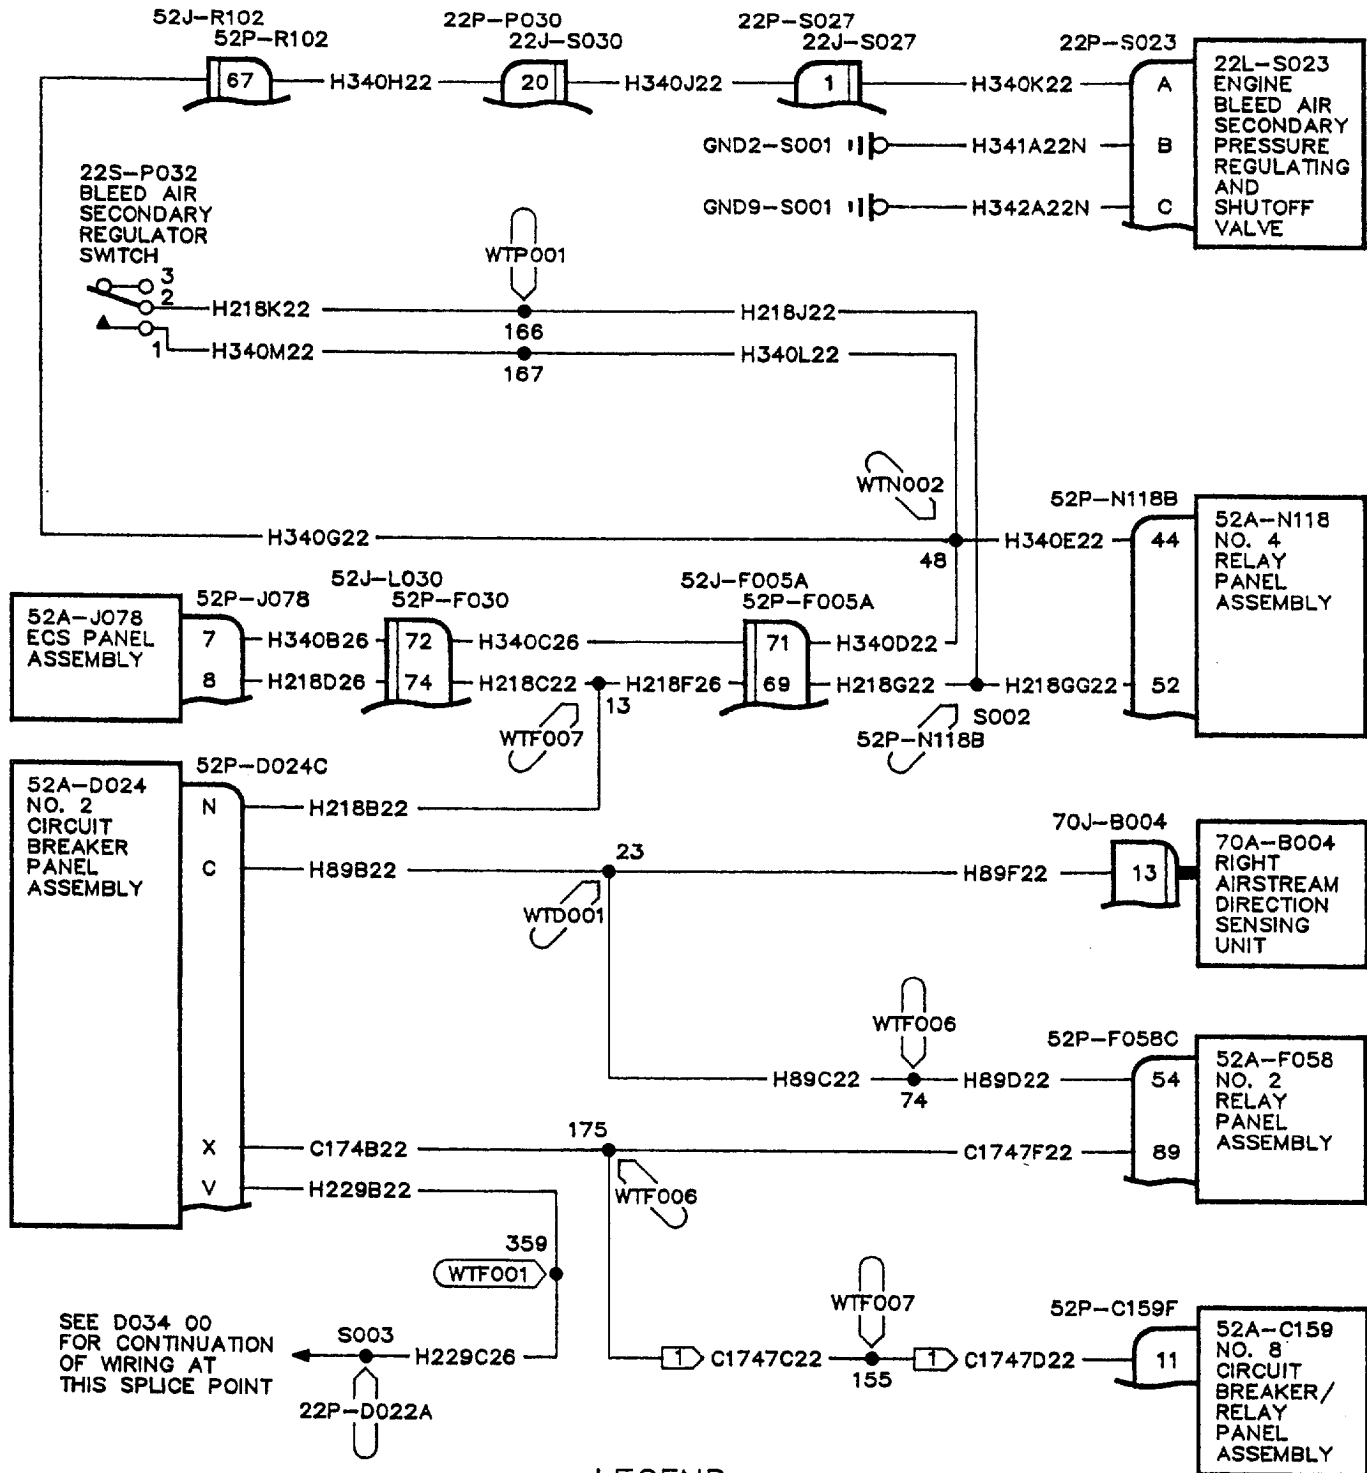 52J-R102
52P-R102
22P-P030
22J-S030
22P-S027
22J-S027
22P-S023
67
H340H22
20
H340J22
1
H340K22
A
22L-S023
ENGINE
BLEED AIR
SECONDARY
PRESSURE
REGULATING
AND
SHUTOFF
VALVE
GND2-S001
H341A22N
B
GND9-S001
H342A22N
C
22S-P032
BLEED AIR
SECONDARY
REGULATOR
SWITCH
3
2
1
WTP001
H218K22
166
H218J22
H340M22
167
H340L22
WTN002
52P-N118B
H340G22
48
H340E22
44
52A-N118
NO. 4
RELAY
PANEL
ASSEMBLY
52J-L030
52P-F030
52J-F005A
52P-F005A
52A-J078
ECS PANEL
ASSEMBLY
52P-J078
7
H340B26
72
H340C26
71
H340D22
8
H218D26
74
H218C22
13
H218F26
69
H218G22
S002
H218GG22
52
WTF007
52P-N118B
52A-D024
NO. 2
CIRCUIT
BREAKER
PANEL
ASSEMBLY
52P-D024C
N
H218B22
C
H89B22
23
WTD001
H89F22
70J-B004
13
70A-B004
RIGHT
AIRSTREAM
DIRECTION
SENSING
UNIT
WTF006
52P-F058C
H89C22
74
H89D22
54
52A-F058
NO. 2
RELAY
PANEL
ASSEMBLY
X
C174B22
175
C1747F22
89
V
H229B22
WTF006
359
WTF001
WTF007
52P-C159F
SEE D034 00
FOR CONTINUATION
OF WIRING AT
THIS SPLICE POINT
S003
H229C26
22P-D022A
1
C1747C22
155
1
C1747D22
11
52A-C159
NO. 8
CIRCUIT
BREAKER/
RELAY
PANEL
ASSEMBLY
LEGEND